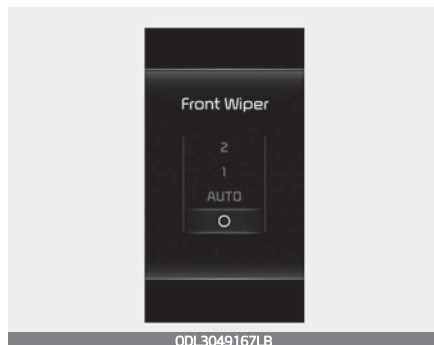 Front Wiper
2
1
AUTO
O
ODL3049167LB